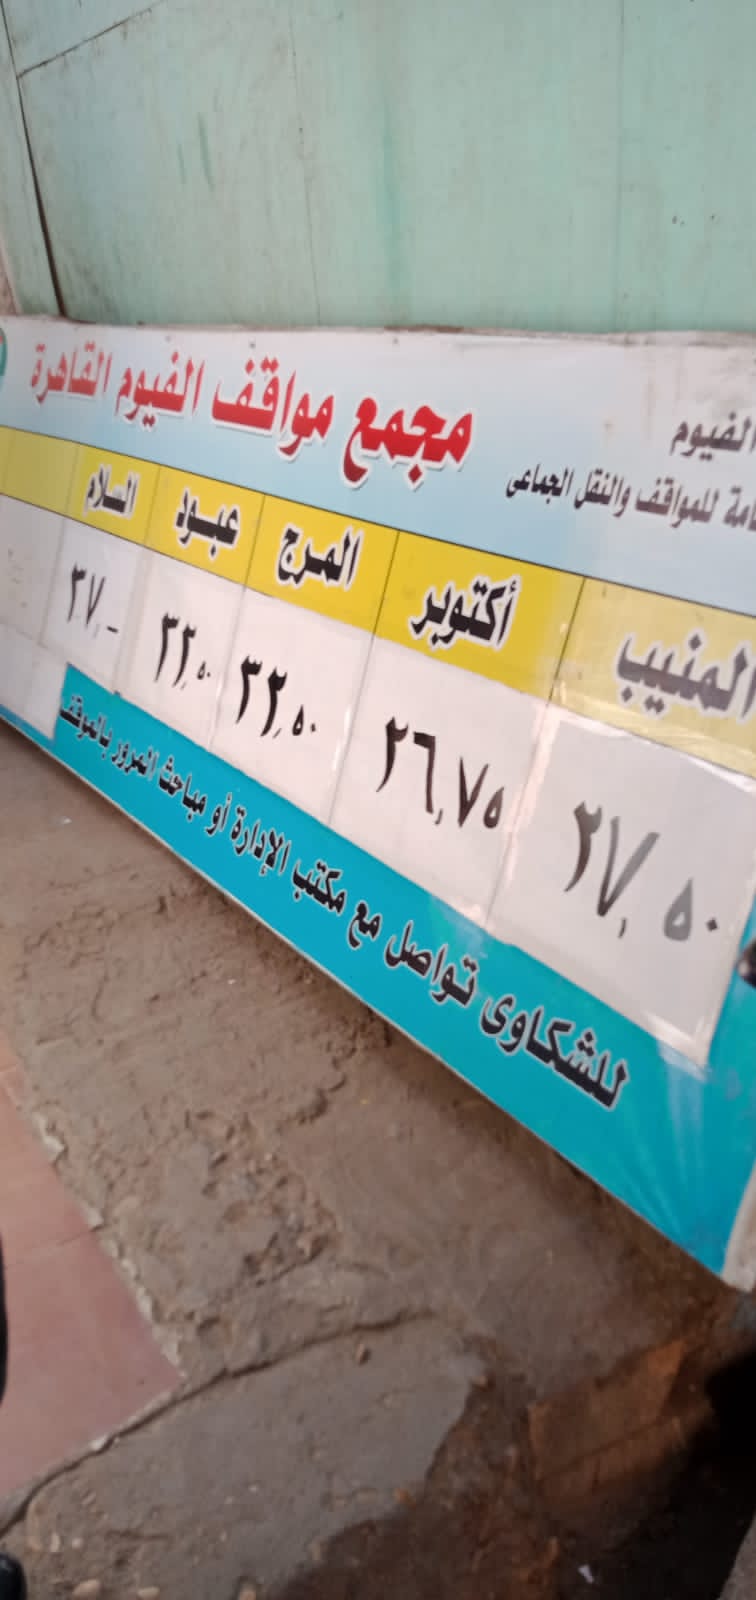 الفيوم
للمواقف والنقل الجماعى
مجمع مواقف الفيوم القاهرة
المنيب أكتوبر المرج عبود السلام
٢٧,٥٠ ٢٦,٧٥ ٣٢,٥٠ ٣٢,٥٠ ٣٧,-
للشكاوى تواصل مع مكتب الإدارة أو مباحث المرور بالموقف